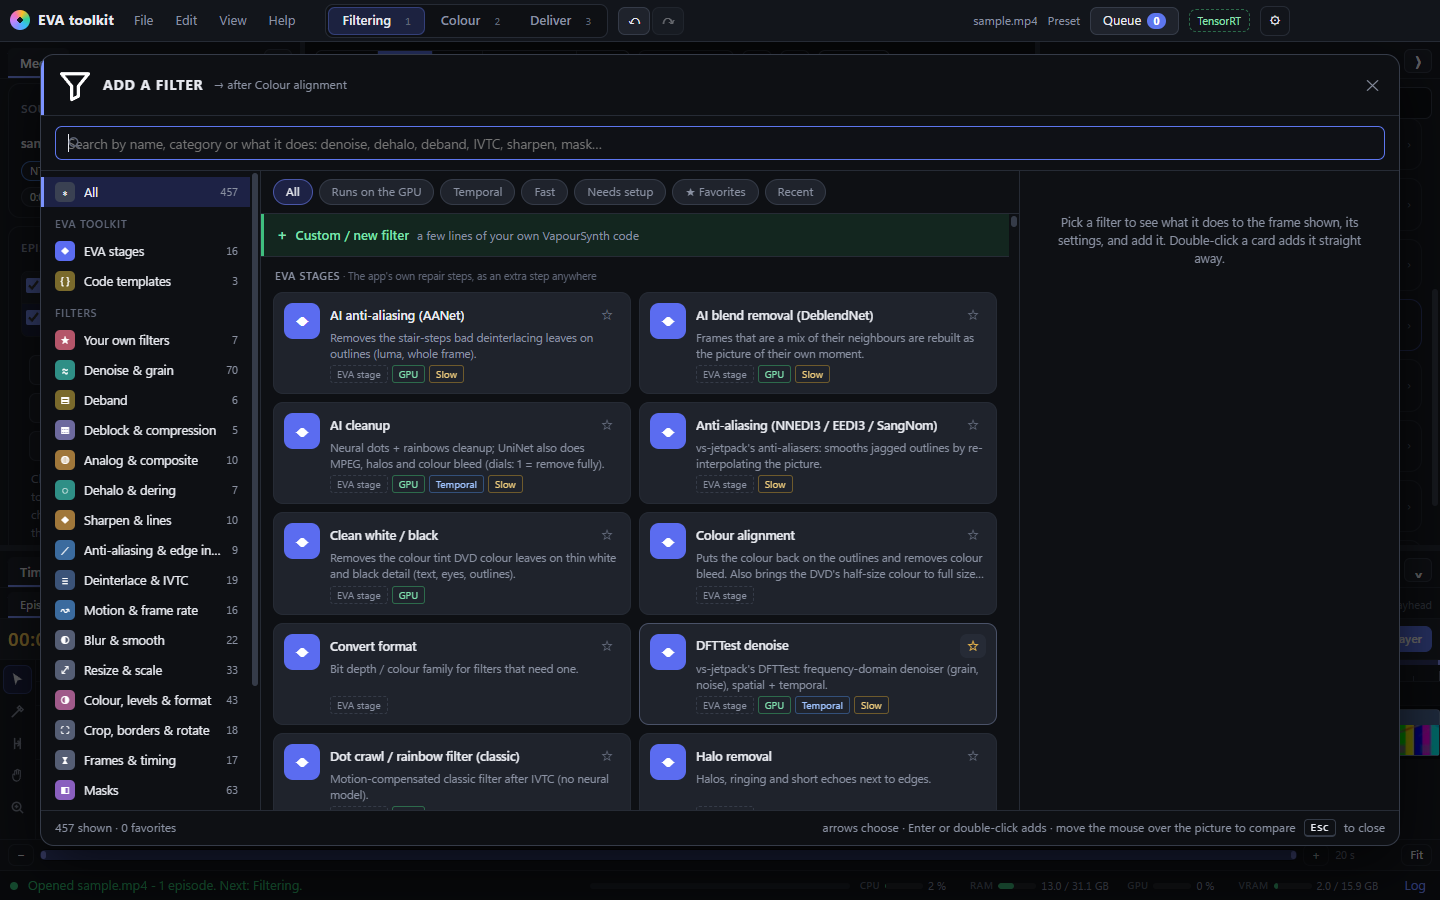 EVA toolkit File Edit View Help Filtering 1 Colour 2 Deliver 3 sample.mp4 Preset Queue 0 TensorRT
ADD A FILTER → after Colour alignment
Search by name, category or what it does: denoise, dehalo, deband, IVTC, sharpen, mask...
All 457
EVA TOOLKIT
EVA stages 16
Code templates 3
FILTERS
Your own filters 7
Denoise & grain 70
Deband 6
Deblock & compression 5
Analog & composite 10
Dehalo & dering 7
Sharpen & lines 10
Anti-aliasing & edge in... 9
Deinterlace & IVTC 19
Motion & frame rate 16
Blur & smooth 22
Resize & scale 33
Colour, levels & format 43
Crop, borders & rotate 18
Frames & timing 17
Masks 63
All Runs on the GPU Temporal Fast Needs setup ★ Favorites Recent
+ Custom / new filter a few lines of your own VapourSynth code
EVA STAGES · The app's own repair steps, as an extra step anywhere
AI anti-aliasing (AANet)
Removes the stair-steps bad deinterlacing leaves on
outlines (luma, whole frame).
EVA stage GPU Slow
AI blend removal (DeblendNet)
Frames that are a mix of their neighbours are rebuilt as
the picture of their own moment.
EVA stage GPU Slow
AI cleanup
Neural dots + rainbows cleanup; UniNet also does
MPEG, halos and colour bleed (dials: 1 = remove fully).
EVA stage GPU Temporal Slow
Anti-aliasing (NNEDI3 / EEDI3 / SangNom)
vs-jetpack's anti-aliasers: smooths jagged outlines by re-
interpolating the picture.
EVA stage Slow
Clean white / black
Removes the colour tint DVD colour leaves on thin white
and black detail (text, eyes, outlines).
EVA stage GPU
Colour alignment
Puts the colour back on the outlines and removes colour
bleed. Also brings the DVD's half-size colour to full size...
EVA stage
Convert format
Bit depth / colour family for filters that need one.
EVA stage
DFTTest denoise
vs-jetpack's DFTTest: frequency-domain denoiser (grain,
noise), spatial + temporal.
EVA stage GPU Temporal Slow
Dot crawl / rainbow filter (classic)
Motion-compensated classic filter after IVTC (no neural
model).
Halo removal
Halos, ringing and short echoes next to edges.
Pick a filter to see what it does to the frame shown, its
settings, and add it. Double-click a card adds it straight
away.
457 shown · 0 favorites
arrows choose · Enter or double-click adds · move the mouse over the picture to compare Esc to close
− + 20 s Fit
Opened sample.mp4 - 1 episode. Next: Filtering. CPU 2 % RAM 13.0 / 31.1 GB GPU 0 % VRAM 2.0 / 15.9 GB Log